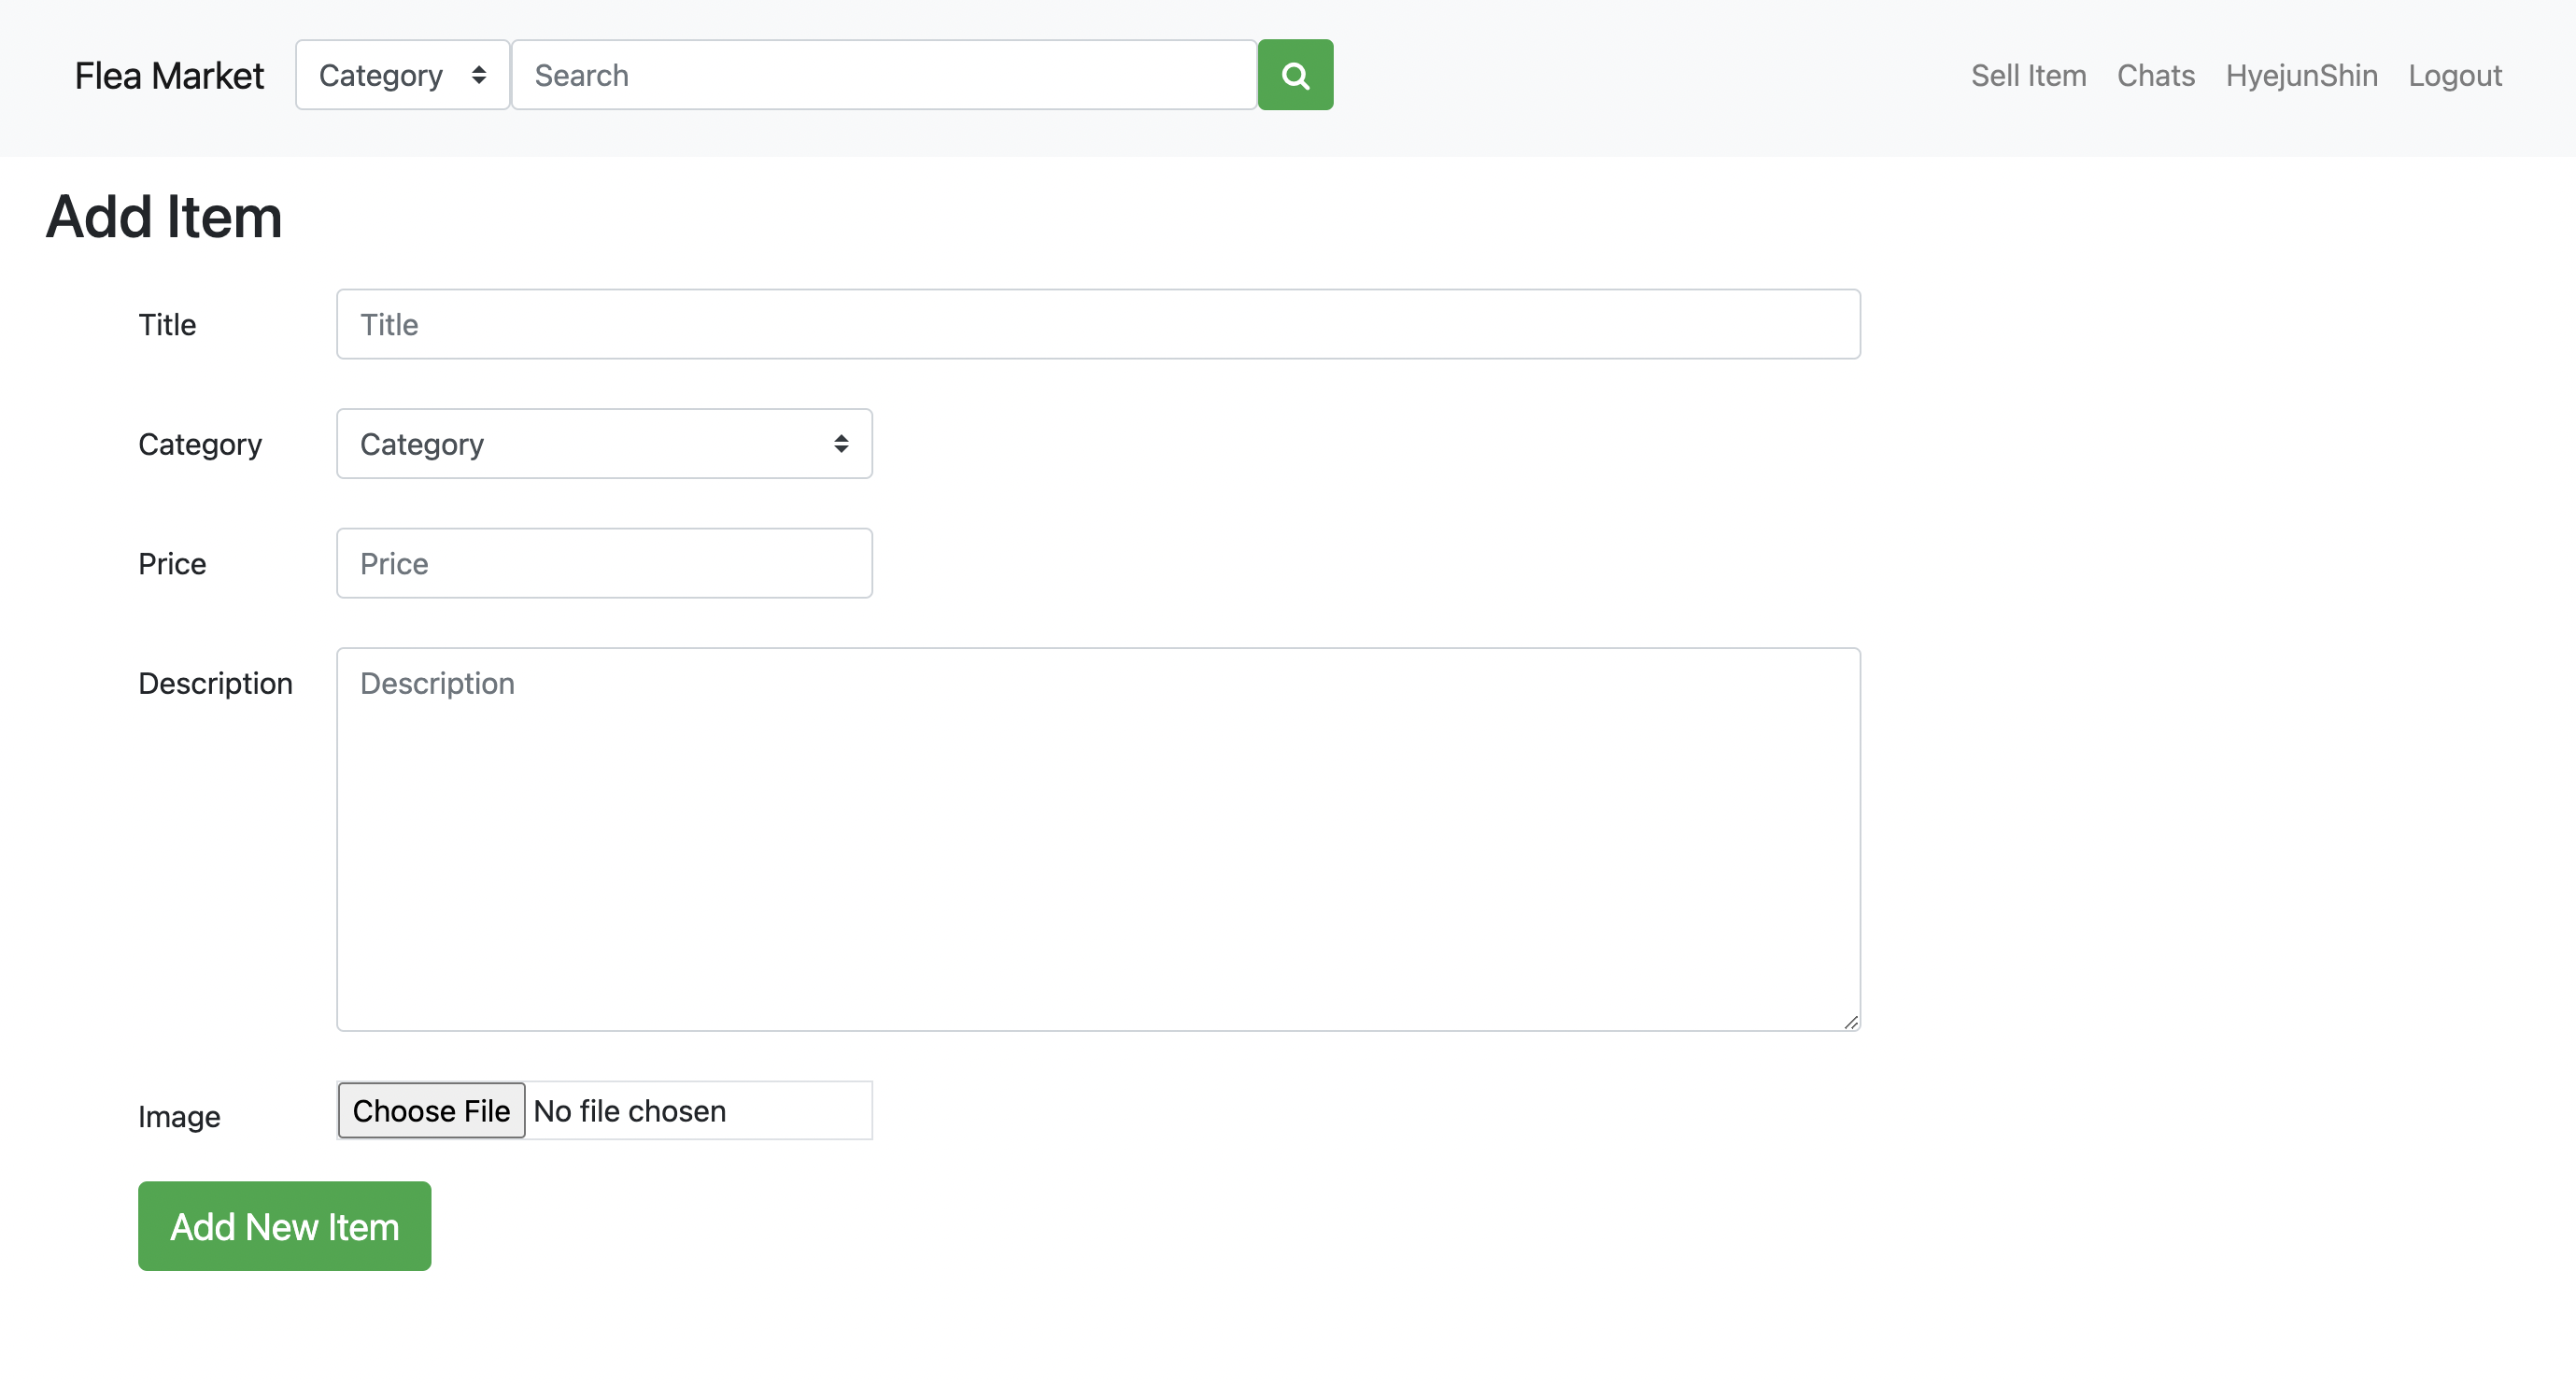 Flea Market Category Search Sell Item Chats HyejunShin Logout
Add Item
Title Title
Category Category
Price Price
Description Description
Image Choose File No file chosen
Add New Item